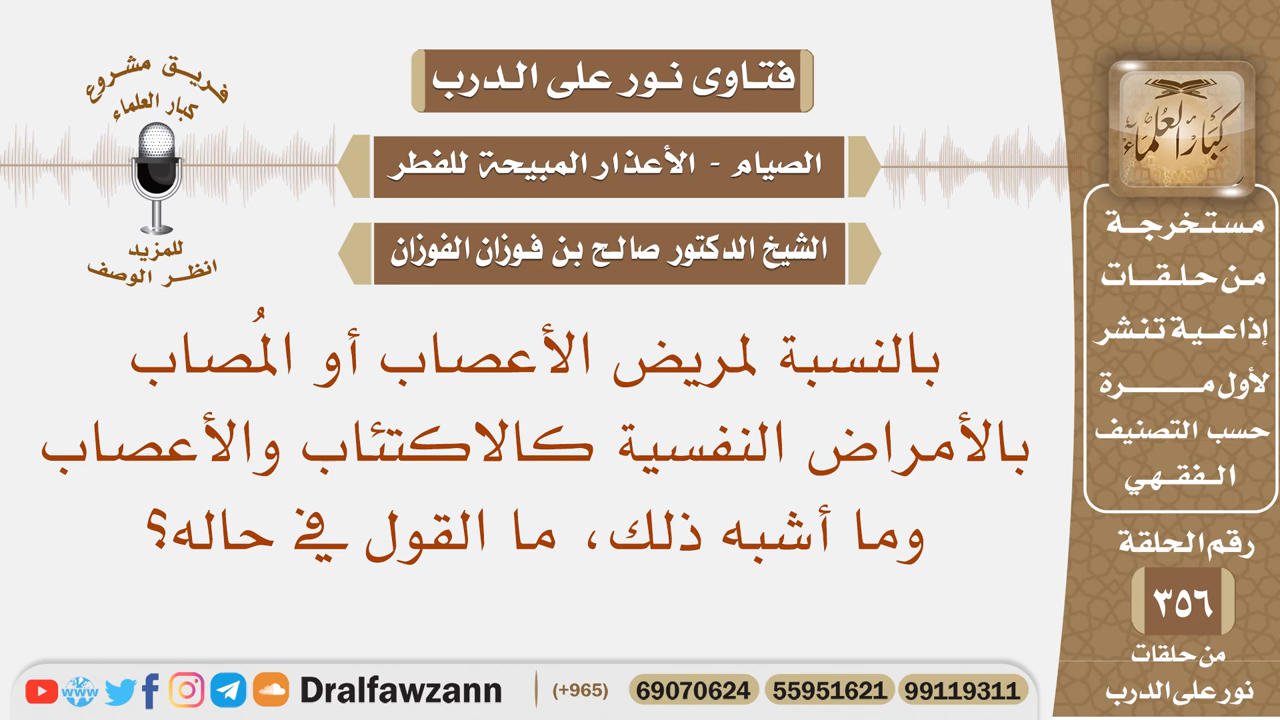 فتاوى نور على الدرب
الصيام - الأعذار المبيحة للفطر
الشيخ الدكتور صالح بن فوزان الفوزان
بالنسبة لمريض الأعصاب أو المُصاب
بالأمراض النفسية كالاكتئاب والأعصاب
وما أشبه ذلك، ما القول في حاله؟
فريق مشروع
كبار العلماء
للمزيد
انظر الوصف
كبار العلماء
مستخرجة
من حلقات
إذاعية تنشر
لأول مرة
حسب التصنيف
الفقهي
رقم الحلقة
٣٥٦
من حلقات
نور على الدرب
www
Dralfawzann
(+965) 69070624 55951621 99119311